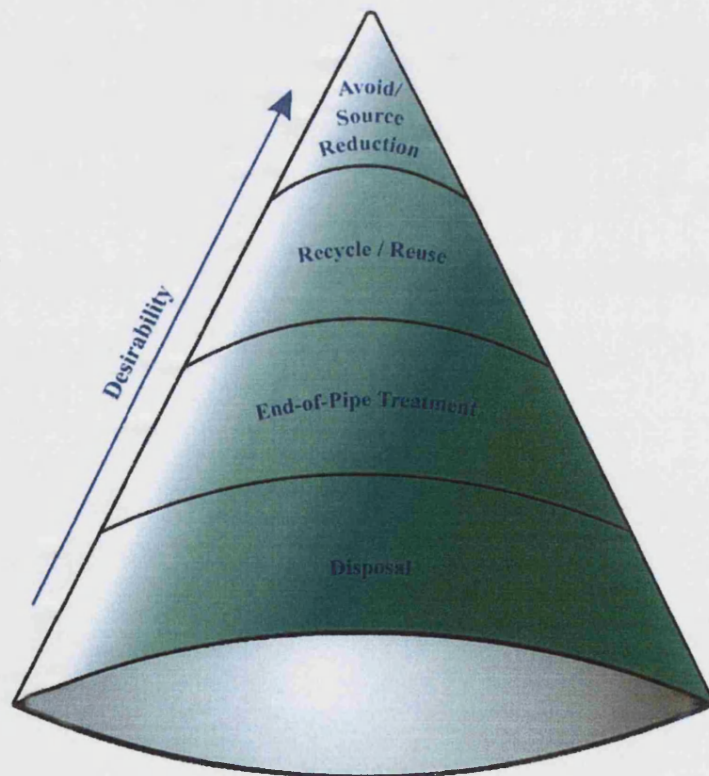 Avoid/
Source
Reduction
Recycle / Reuse
End-of-Pipe Treatment
Disposal
Desirability